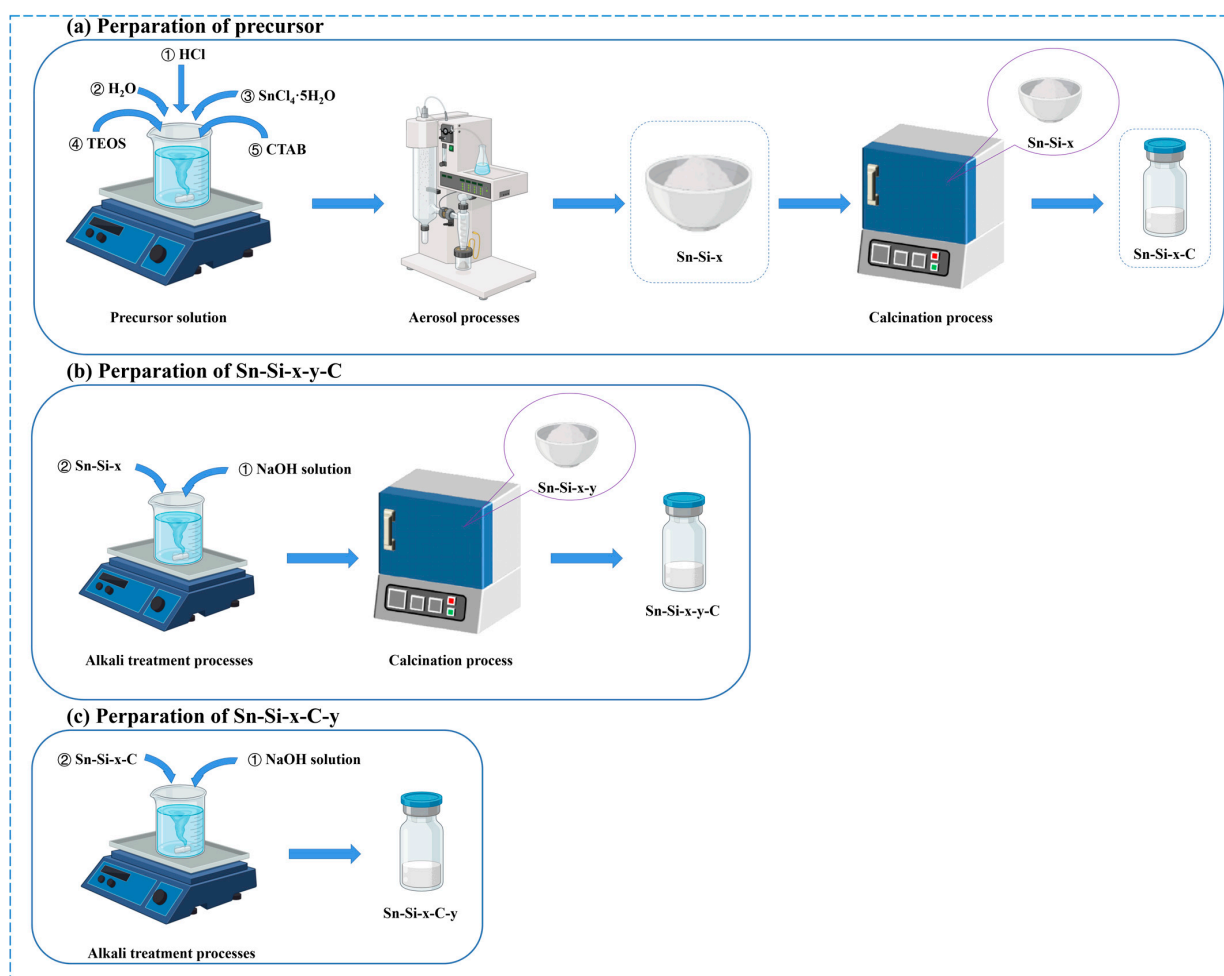 (a) Perparation of precursor
① HCl
② H₂O
③ SnCl₄·5H₂O
④ TEOS
⑤ CTAB
Sn-Si-x
Sn-Si-x
Sn-Si-x-C
Precursor solution
Aerosol processes
Calcination process
(b) Perparation of Sn-Si-x-y-C
② Sn-Si-x
① NaOH solution
Sn-Si-x-y
Sn-Si-x-y-C
Alkali treatment processes
Calcination process
(c) Perparation of Sn-Si-x-C-y
② Sn-Si-x-C
① NaOH solution
Sn-Si-x-C-y
Alkali treatment processes